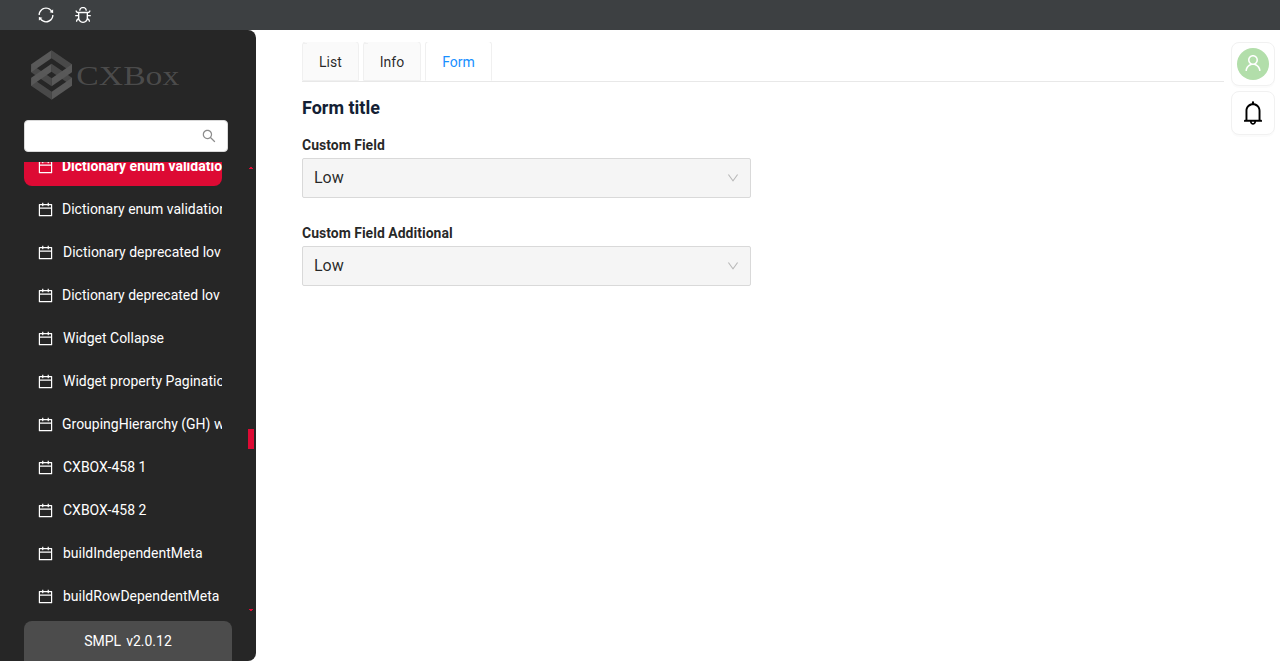 CXBox
Dictionary enum validatio
Dictionary enum validation
Dictionary deprecated lov
Dictionary deprecated lov
Widget Collapse
Widget property Paginatio
GroupingHierarchy (GH) w
CXBOX-458 1
CXBOX-458 2
buildIndependentMeta
buildRowDependentMeta
SMPL v2.0.12
List Info Form
Form title
Custom Field
Low
Custom Field Additional
Low